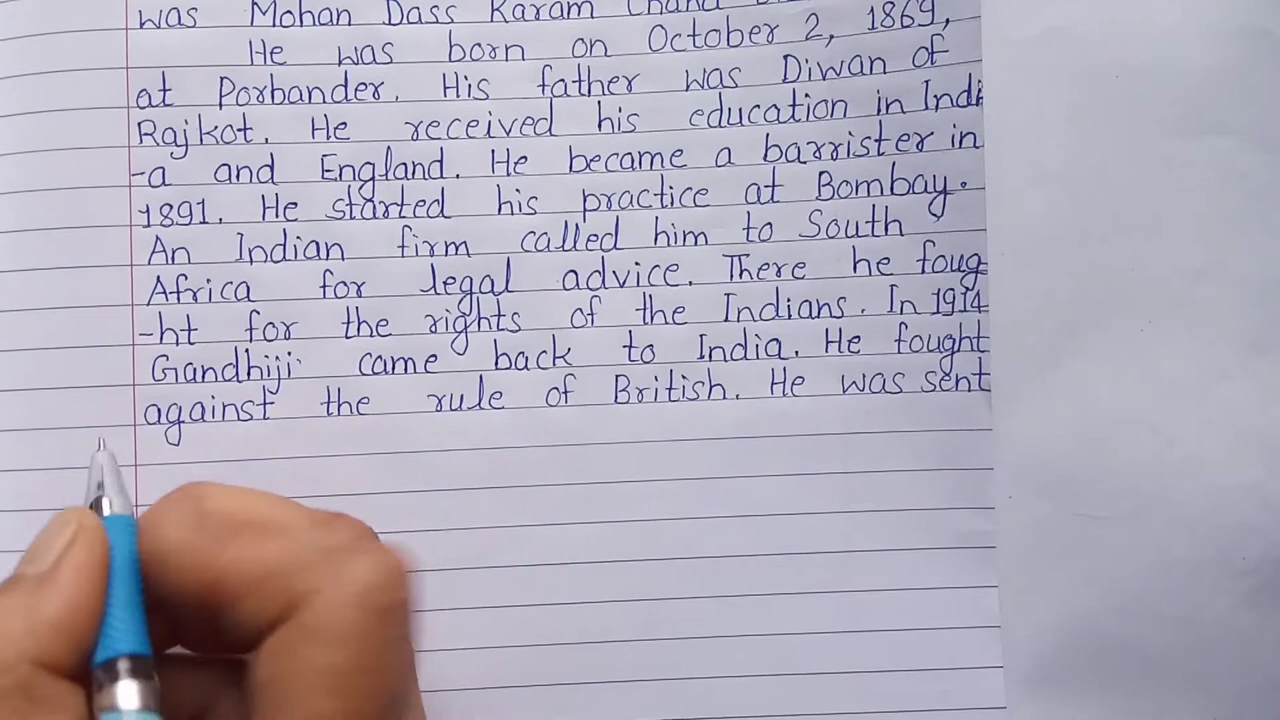 was Mohan Dass Karam Chand
He was born on October 2, 1869,
at Porbander. His father was Diwan of
Rajkot. He received his education in Indi
-a and England. He became a barrister in
1891. He started his practice at Bombay.
An Indian firm called him to South
Africa for legal advice. There he foug
-ht for the rights of the Indians. In 1914
Gandhiji came back to India. He fought
against the rule of British. He was sent